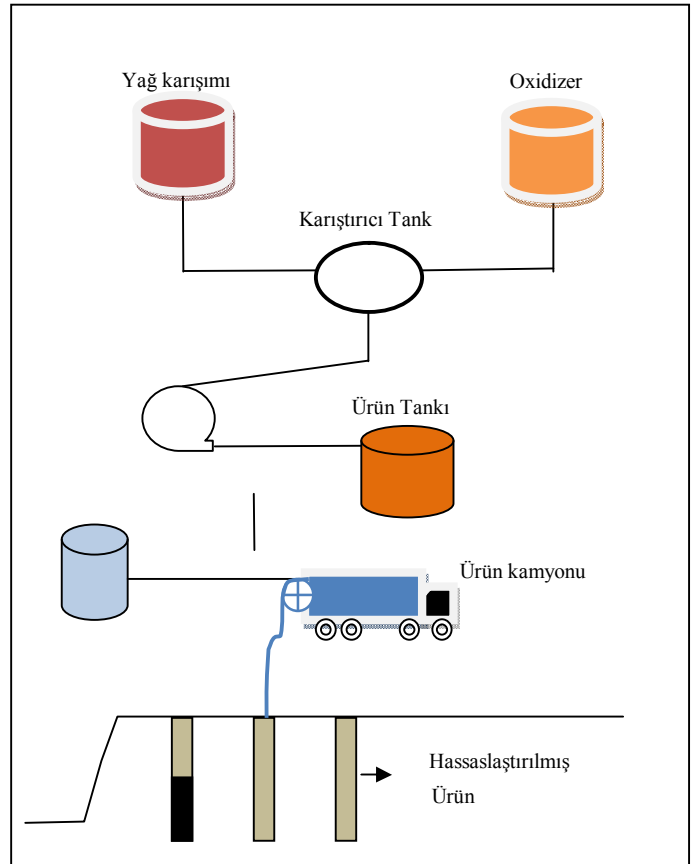 Yağ karışımı
Oxidizer
Karıştırıcı Tank
Ürün Tankı
Ürün kamyonu
Hassaslaştırılmış
Ürün